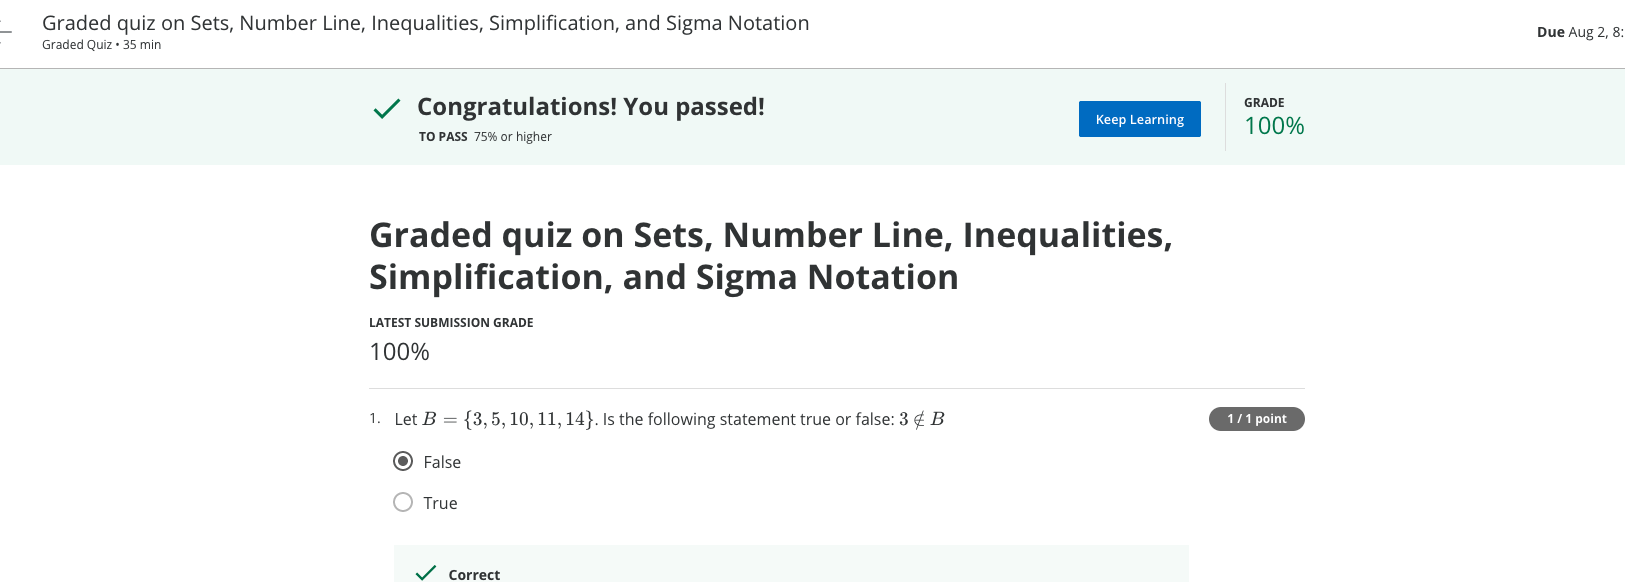 Graded quiz on Sets, Number Line, Inequalities, Simplification, and Sigma Notation
Graded Quiz • 35 min
Due Aug 2, 8:
Congratulations! You passed!
TO PASS 75% or higher
Keep Learning
GRADE
100%
Graded quiz on Sets, Number Line, Inequalities,
Simplification, and Sigma Notation
LATEST SUBMISSION GRADE
100%
1. Let B = {3, 5, 10, 11, 14}. Is the following statement true or false: 3 ∉ B
1 / 1 point
False
True
Correct